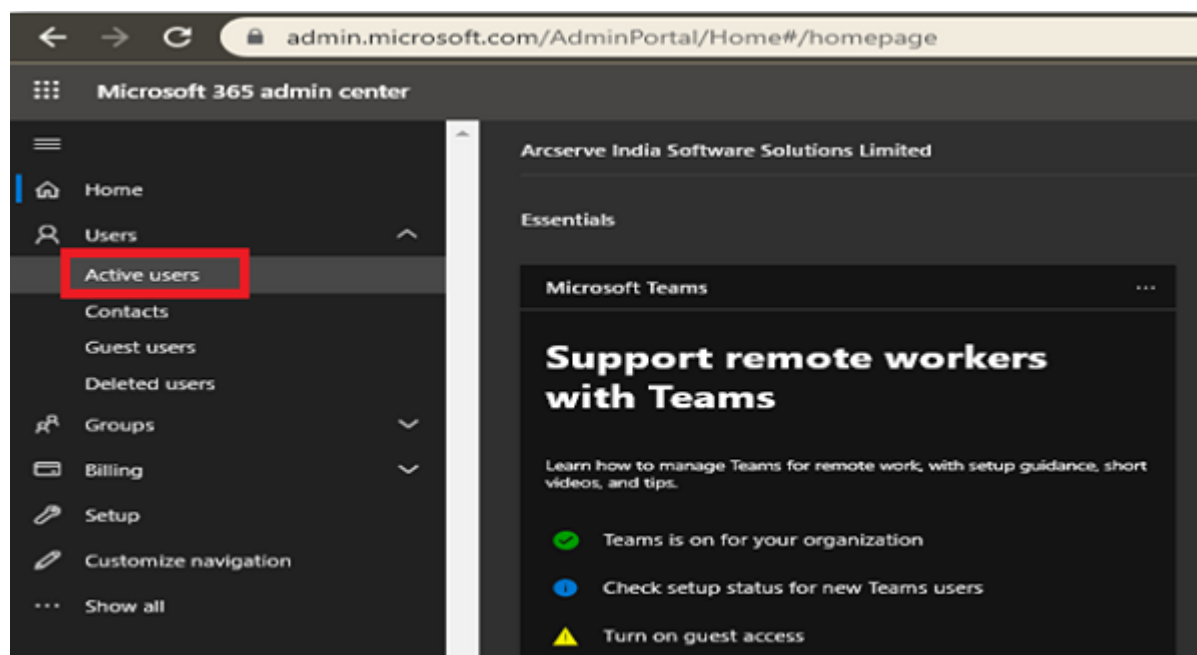 admin.microsoft.com/AdminPortal/Home#/homepage
Microsoft 365 admin center
Home
Users
Active users
Contacts
Guest users
Deleted users
Groups
Billing
Setup
Customize navigation
Show all
Arcserve India Software Solutions Limited
Essentials
Microsoft Teams
Support remote workers
with Teams
Learn how to manage Teams for remote work, with setup guidance, short
videos, and tips.
Teams is on for your organization
Check setup status for new Teams users
Turn on guest access